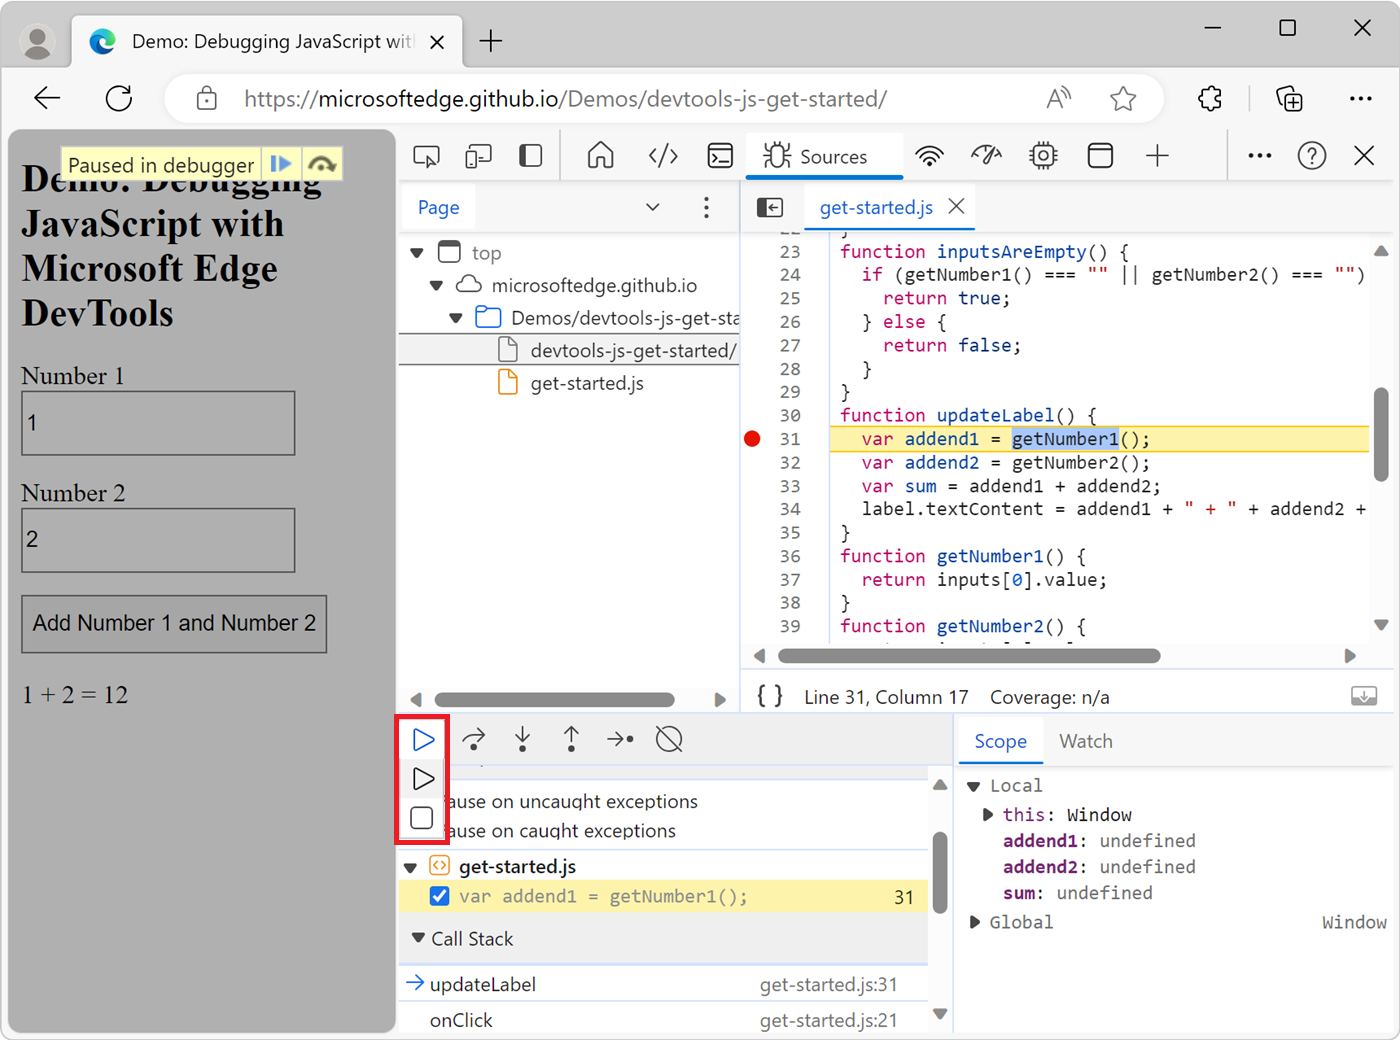 Demo: Debugging JavaScript wit
https://microsoftedge.github.io/Demos/devtools-js-get-started/
Paused in debugger
Demo: Debugging
JavaScript with
Microsoft Edge
DevTools
Number 1
1
Number 2
2
Add Number 1 and Number 2
1 + 2 = 12
Sources
Page
top
microsoftedge.github.io
Demos/devtools-js-get-sta
devtools-js-get-started/
get-started.js
get-started.js
22 }
23 function inputsAreEmpty() {
24 if (getNumber1() === "" || getNumber2() === "")
25 return true;
26 } else {
27 return false;
28 }
29 }
30 function updateLabel() {
31 var addend1 = getNumber1();
32 var addend2 = getNumber2();
33 var sum = addend1 + addend2;
34 label.textContent = addend1 + " + " + addend2 +
35 }
36 function getNumber1() {
37 return inputs[0].value;
38 }
39 function getNumber2() {
{ } Line 31, Column 17 Coverage: n/a
ause on uncaught exceptions
ause on caught exceptions
get-started.js
var addend1 = getNumber1(); 31
Call Stack
updateLabel get-started.js:31
onClick get-started.js:21
Scope Watch
Local
this: Window
addend1: undefined
addend2: undefined
sum: undefined
Global Window